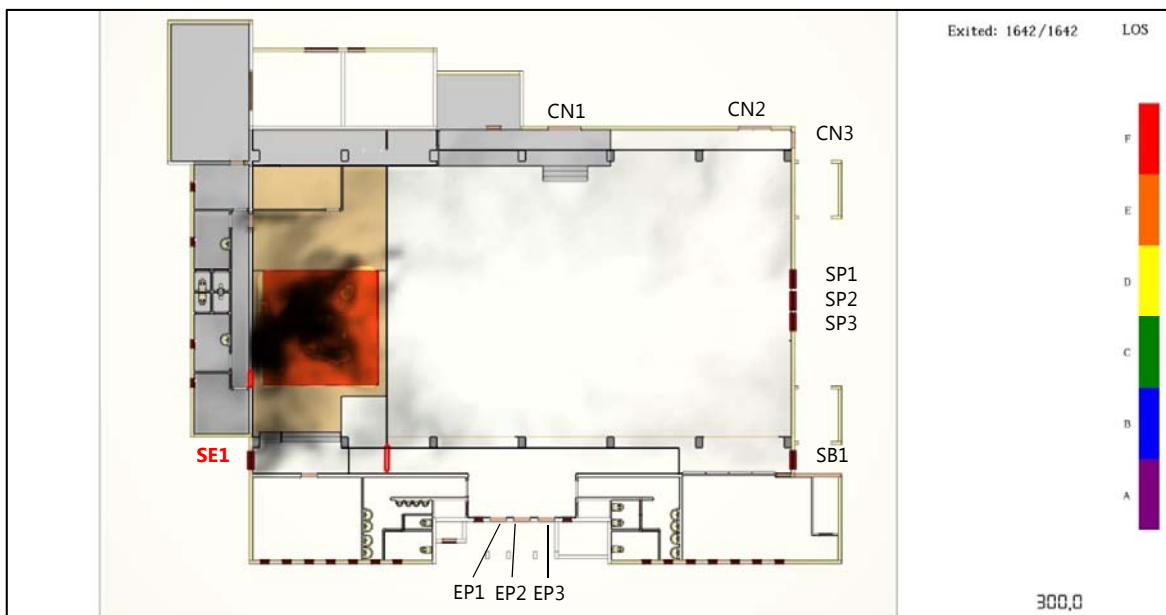 Exited: 1642/1642 LOS
CN1 CN2
CN3
F
E
SP1
SP2
D
SP3
C
B
SE1 SB1
A
EP1 EP2 EP3
300,0